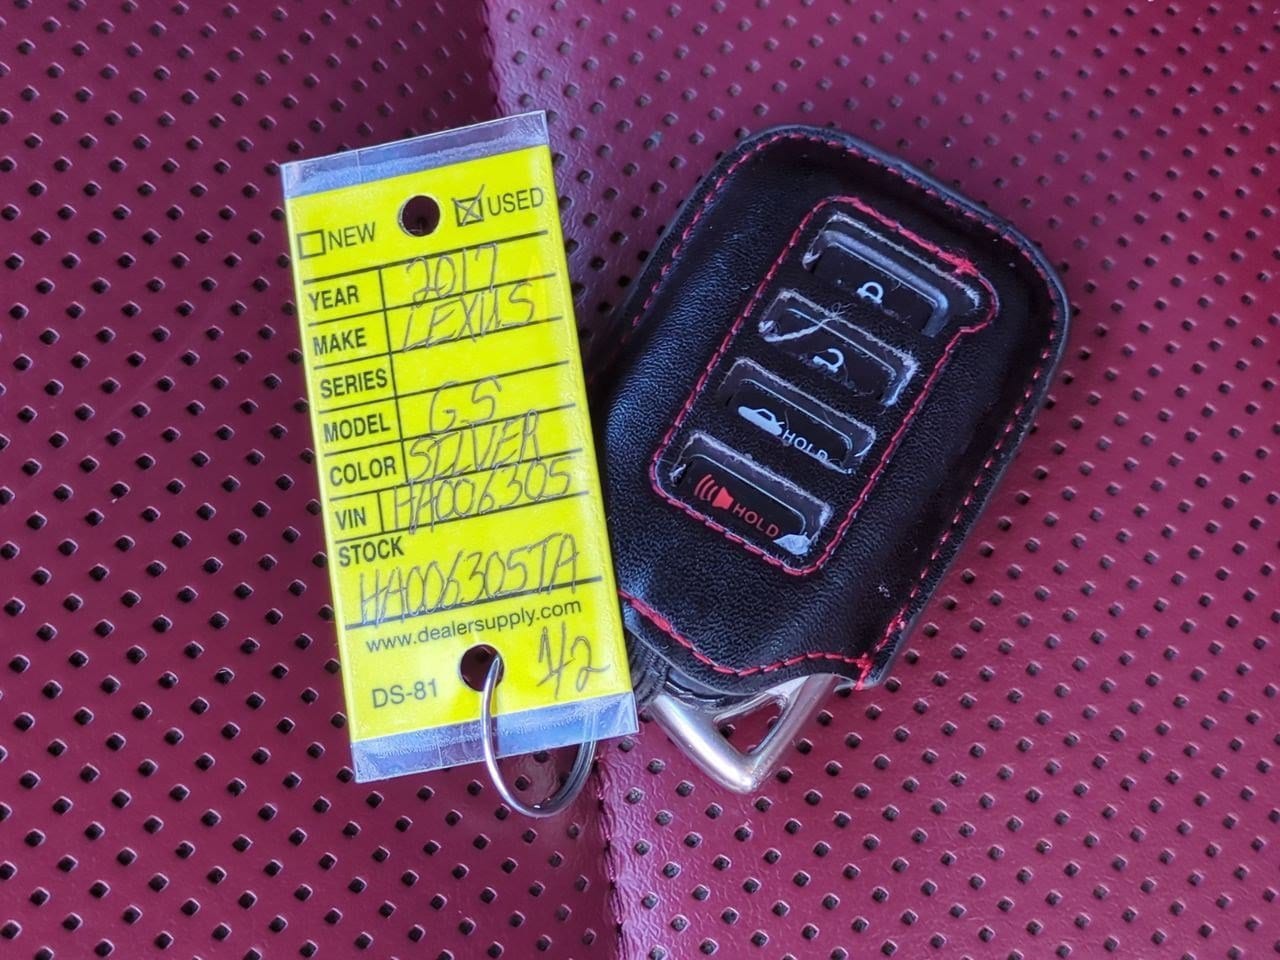 NEW USED
YEAR 2017
MAKE LEXUS
SERIES
MODEL GS
COLOR SILVER
VIN HA006305
STOCK
HA006305TA
www.dealersupply.com
DS-81 1/2
HOLD
HOLD